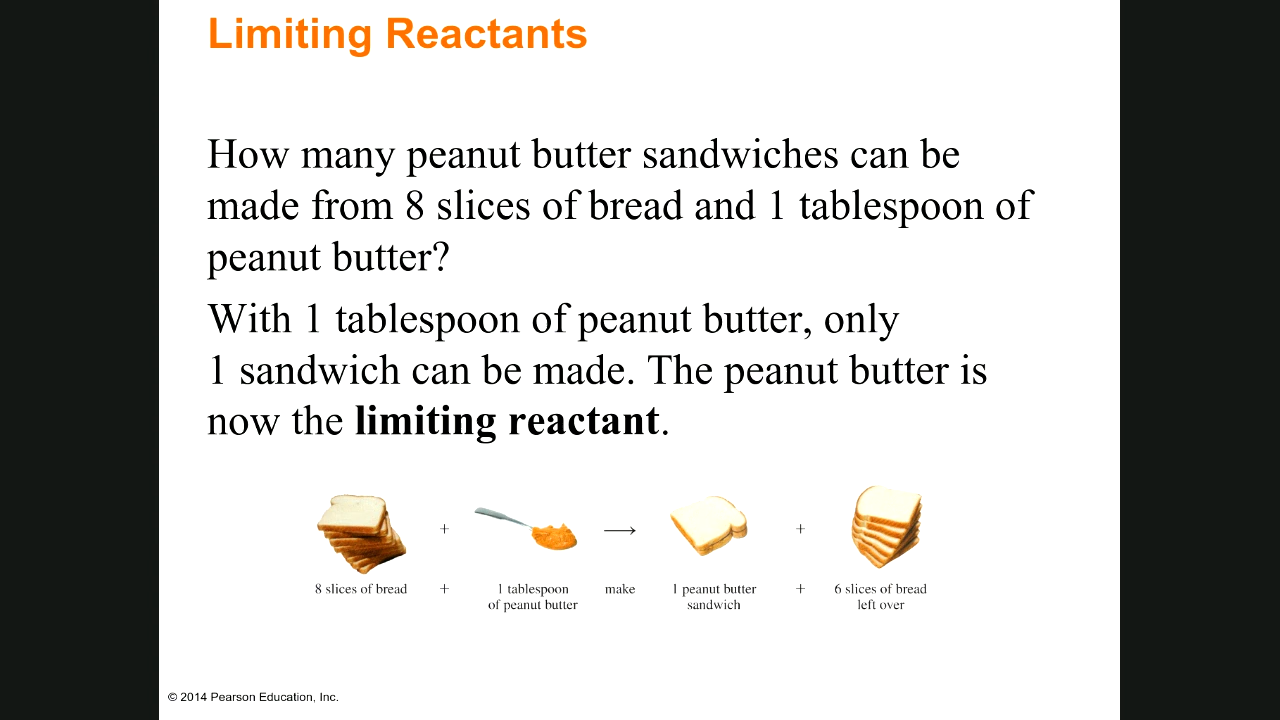 Limiting Reactants
How many peanut butter sandwiches can be
made from 8 slices of bread and 1 tablespoon of
peanut butter?
With 1 tablespoon of peanut butter, only
1 sandwich can be made. The peanut butter is
now the limiting reactant.
+ → +
8 slices of bread + 1 tablespoon make 1 peanut butter + 6 slices of bread
of peanut butter sandwich left over
© 2014 Pearson Education, Inc.